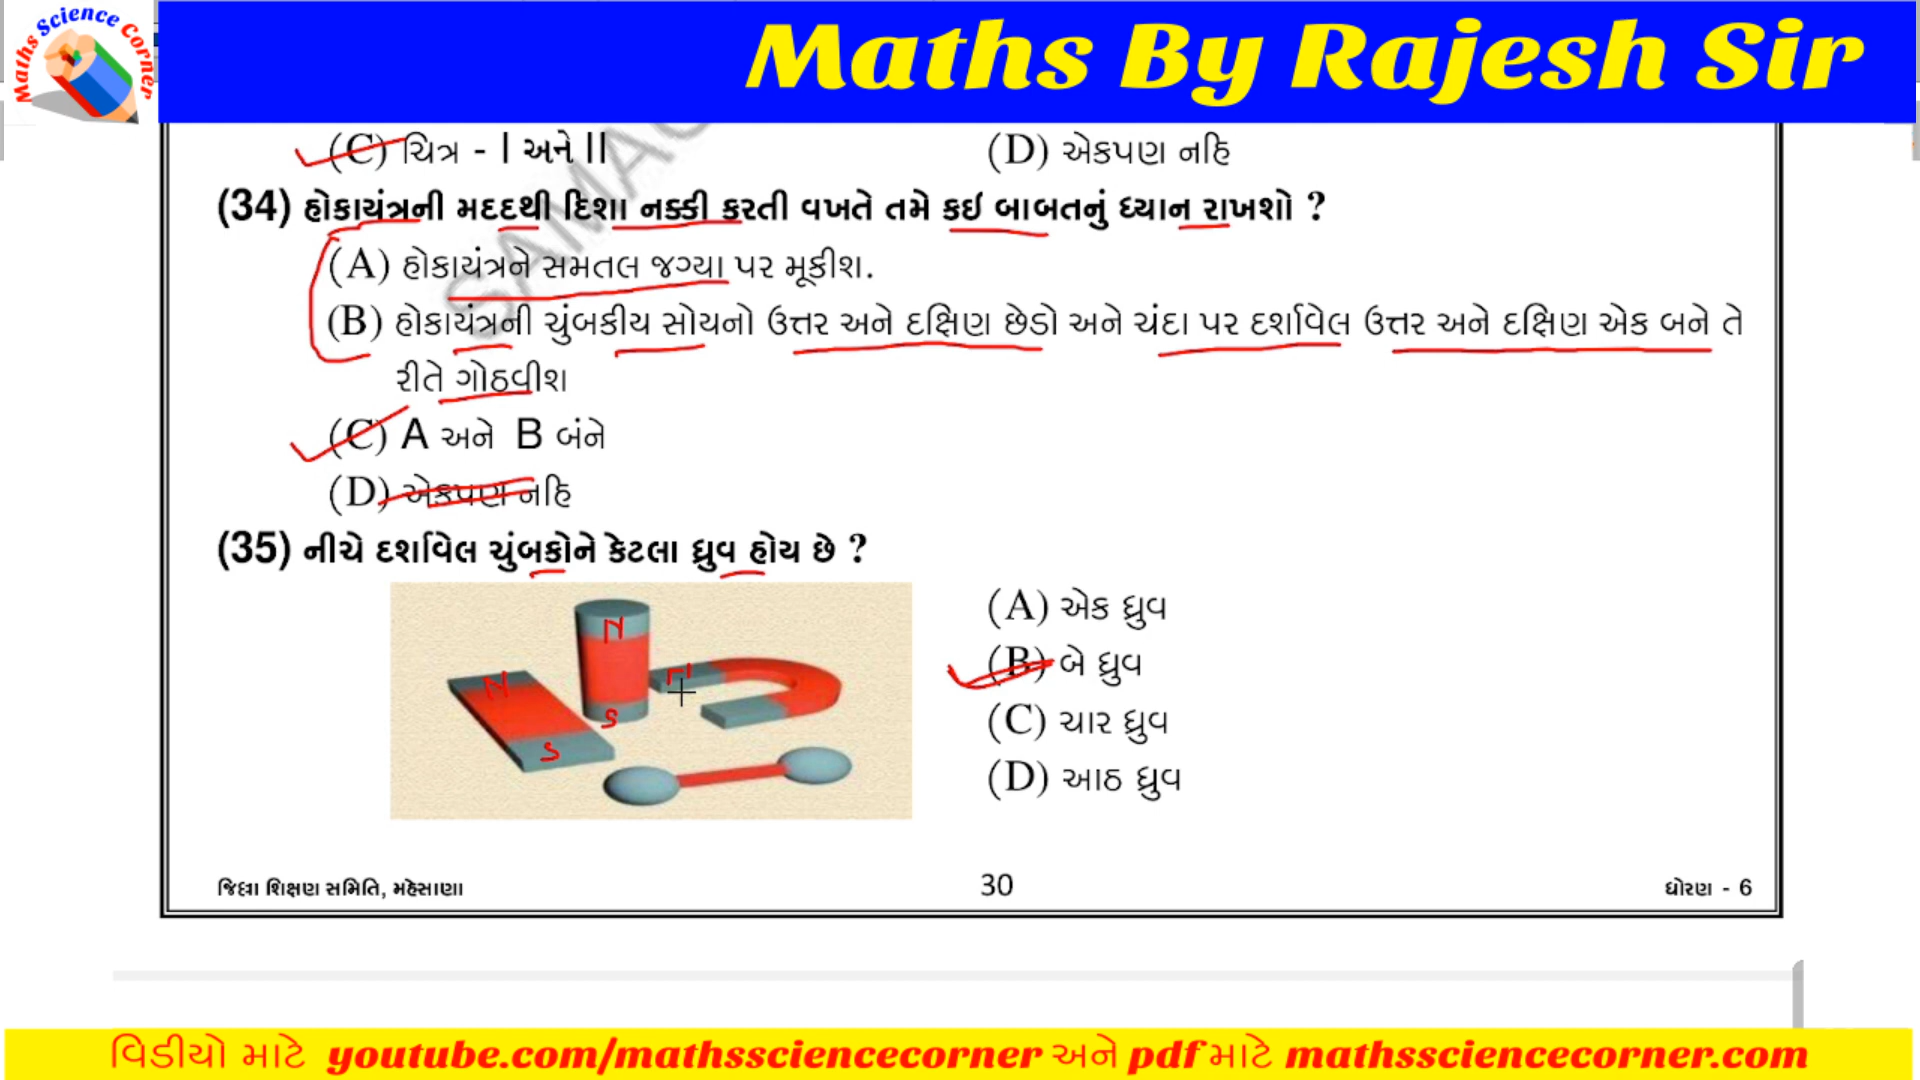 Maths Science Corner
Maths By Rajesh Sir
(C) ચિત્ર - I અને II
(D) એકપણ નહિ
(34) હોકાયંત્રની મદદથી દિશા નક્કી કરતી વખતે તમે કઇ બાબતનું ધ્યાન રાખશો ?
(A) હોકાયંત્રને સમતલ જગ્યા પર મૂકીશ.
(B) હોકાયંત્રની ચુંબકીય સોયનો ઉત્તર અને દક્ષિણ છેડો અને ચંદા પર દર્શાવેલ ઉત્તર અને દક્ષિણ એક બને તે
રીતે ગોઠવીશ
(C) A અને B બંને
(D) એકપણ નહિ
(35) નીચે દર્શાવેલ ચુંબકોને કેટલા ધ્રુવ હોય છે ?
N
N
S
S
(A) એક ધ્રુવ
(B) બે ધ્રુવ
(C) ચાર ધ્રુવ
(D) આઠ ધ્રુવ
જિલ્લા શિક્ષણ સમિતિ, મહેસાણા
30
ધોરણ - 6
વિડીયો માટે youtube.com/mathssciencecorner અને pdf માટે mathssciencecorner.com